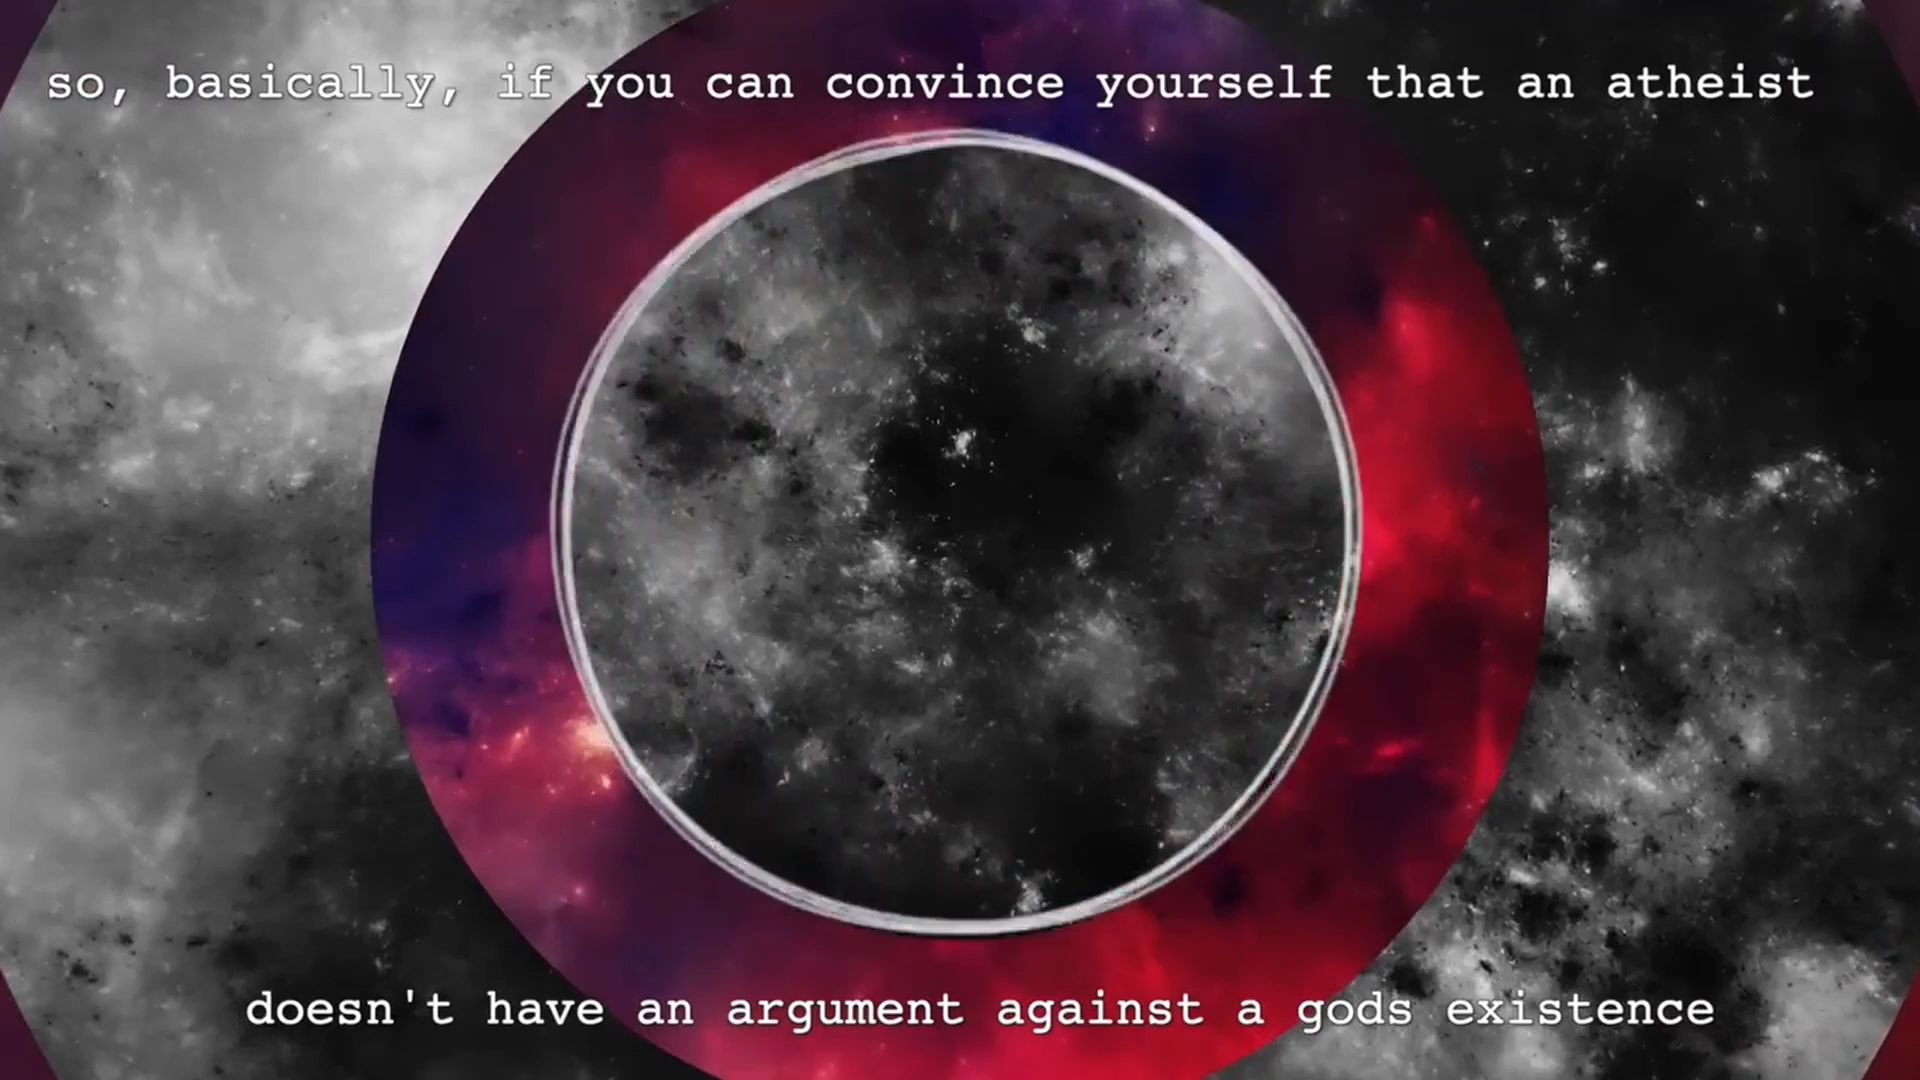 so, basically, if you can convince yourself that an atheist
doesn't have an argument against a gods existence